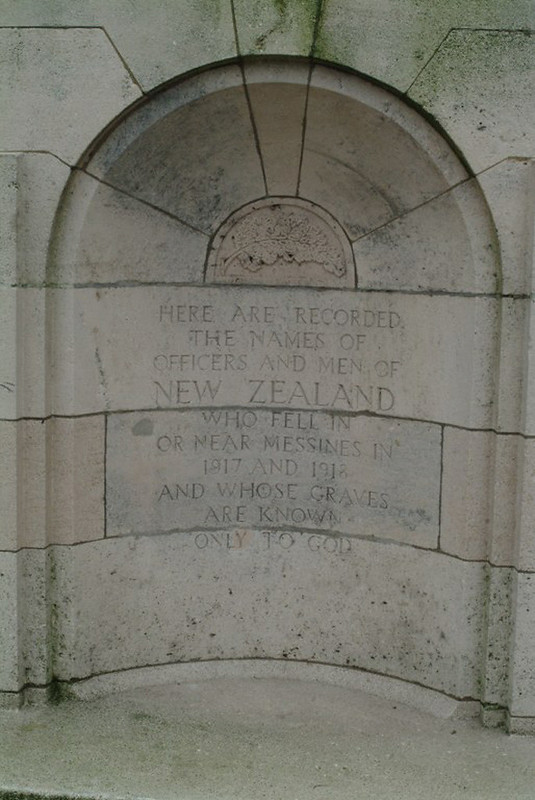 HERE ARE RECORDED
THE NAMES OF
OFFICERS AND MEN OF
NEW ZEALAND
WHO FELL IN
OR NEAR MESSINES IN
1917 AND 1918
AND WHOSE GRAVES
ARE KNOWN
ONLY TO GOD